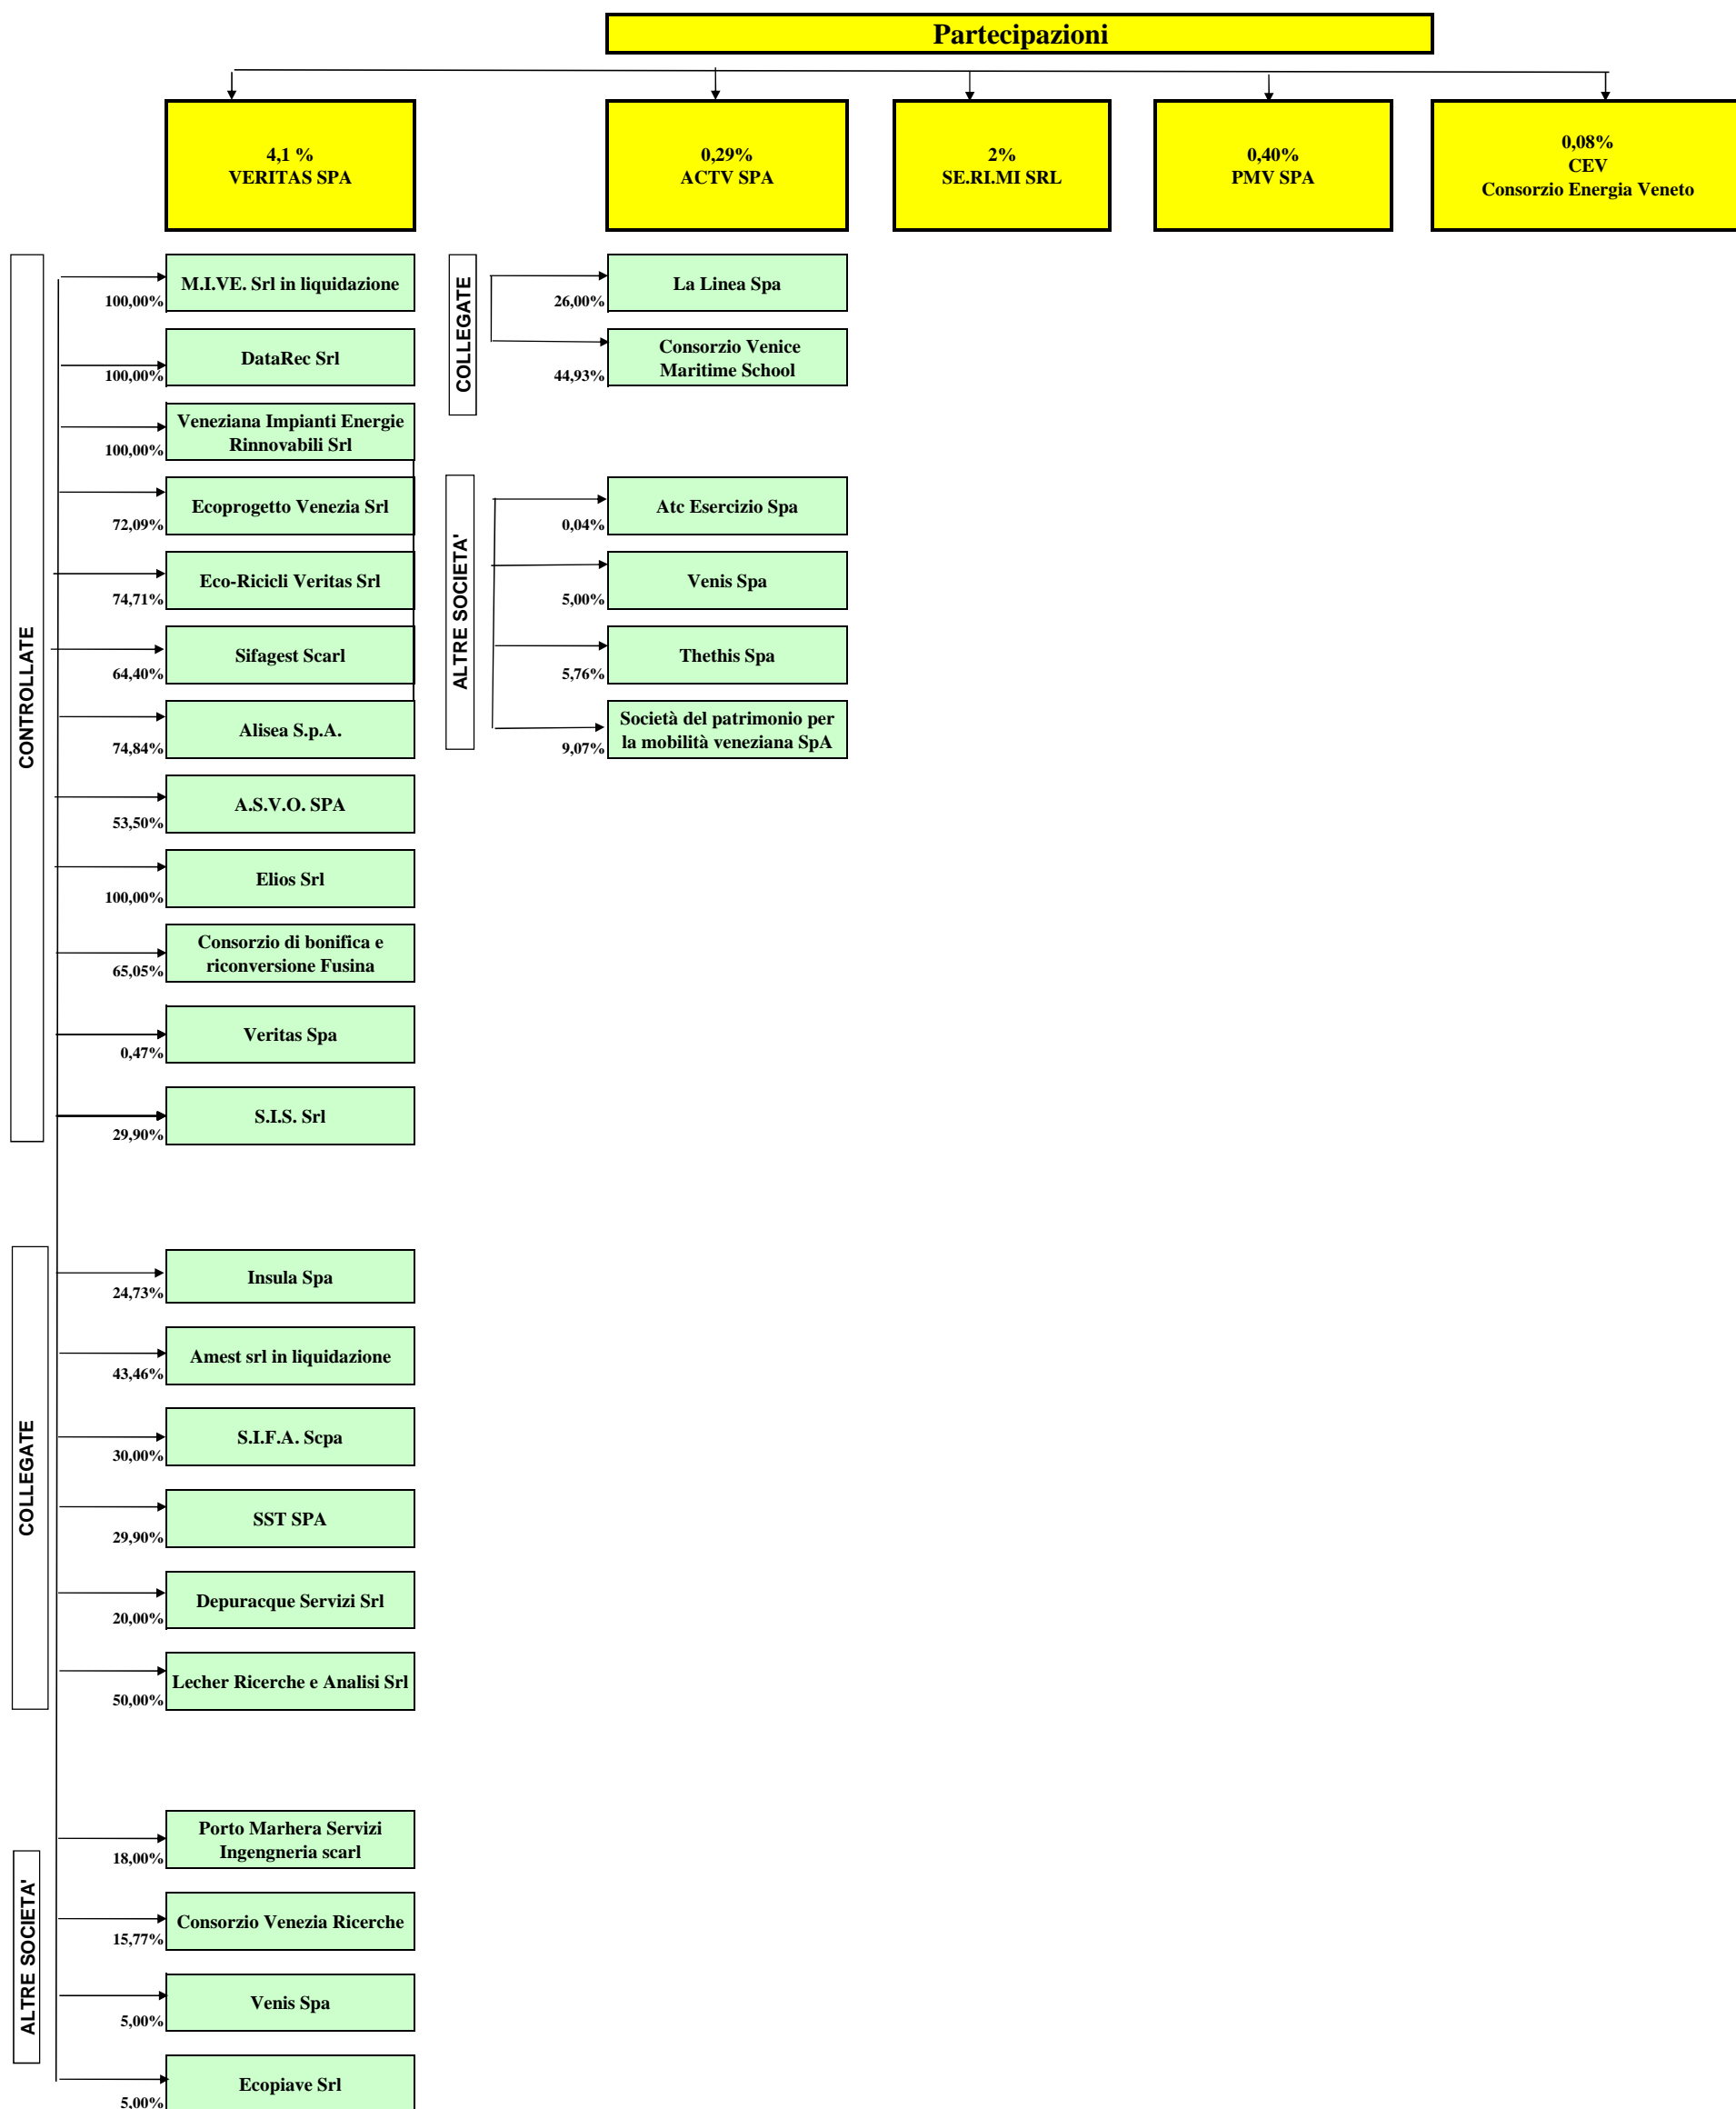 Partecipazioni
4,1 %
VERITAS SPA
0,29%
ACTV SPA
2%
SE.RI.MI SRL
0,40%
PMV SPA
0,08%
CEV
Consorzio Energia Veneto
CONTROLLATE
M.I.VE. Srl in liquidazione
100,00%
DataRec Srl
100,00%
Veneziana Impianti Energie
Rinnovabili Srl
100,00%
Ecoprogetto Venezia Srl
72,09%
Eco-Ricicli Veritas Srl
74,71%
Sifagest Scarl
64,40%
Alisea S.p.A.
74,84%
A.S.V.O. SPA
53,50%
Elios Srl
100,00%
Consorzio di bonifica e
riconversione Fusina
65,05%
Veritas Spa
0,47%
S.I.S. Srl
29,90%
COLLEGATE
Insula Spa
24,73%
Amest srl in liquidazione
43,46%
S.I.F.A. Scpa
30,00%
SST SPA
29,90%
Depuracque Servizi Srl
20,00%
Lecher Ricerche e Analisi Srl
50,00%
ALTRE SOCIETA'
Porto Marhera Servizi
Ingengneria scarl
18,00%
Consorzio Venezia Ricerche
15,77%
Venis Spa
5,00%
Ecopiave Srl
5,00%
COLLEGATE
La Linea Spa
26,00%
Consorzio Venice
Maritime School
44,93%
ALTRE SOCIETA'
Atc Esercizio Spa
0,04%
Venis Spa
5,00%
Thethis Spa
5,76%
Società del patrimonio per
la mobilità veneziana SpA
9,07%